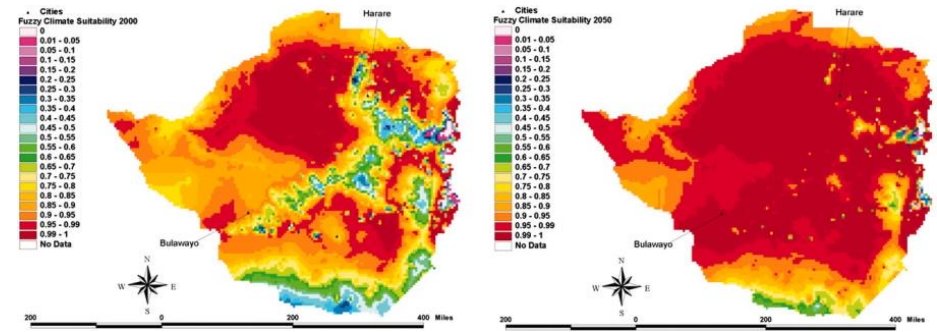 Cities
Fuzzy Climate Suitability 2000
0
0.01 - 0.05
0.05 - 0.1
0.1 - 0.15
0.15 - 0.2
0.2 - 0.25
0.25 - 0.3
0.3 - 0.35
0.35 - 0.4
0.4 - 0.45
0.45 - 0.5
0.5 - 0.55
0.55 - 0.6
0.6 - 0.65
0.65 - 0.7
0.7 - 0.75
0.75 - 0.8
0.8 - 0.85
0.85 - 0.9
0.9 - 0.95
0.95 - 0.99
0.99 - 1
No Data
Harare
Bulawayo
N
W E
S
200 0 200 400 Miles
Cities
Fuzzy Climate Suitability 2050
0
0.01 - 0.05
0.05 - 0.1
0.1 - 0.15
0.15 - 0.2
0.2 - 0.25
0.25 - 0.3
0.3 - 0.35
0.35 - 0.4
0.4 - 0.45
0.45 - 0.5
0.5 - 0.55
0.55 - 0.6
0.6 - 0.65
0.65 - 0.7
0.7 - 0.75
0.75 - 0.8
0.8 - 0.85
0.85 - 0.9
0.9 - 0.95
0.95 - 0.99
0.99 - 1
No Data
Harare
Bulawayo
N
W E
S
200 0 200 400 Miles